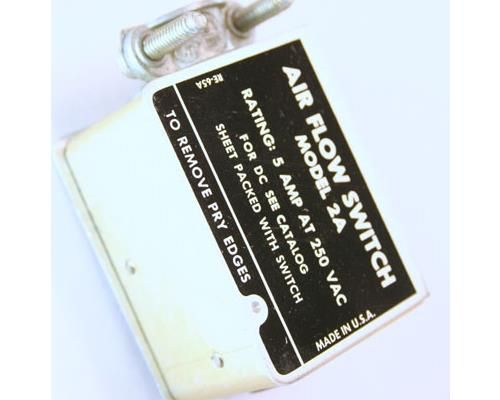 AIR FLOW SWITCH
MODEL 2A
RATING: 5 AMP AT 250 VAC
FOR DC SEE CATALOG
SHEET PACKED WITH SWITCH
RE-65A
MADE IN U.S.A.
TO REMOVE PRY EDGES